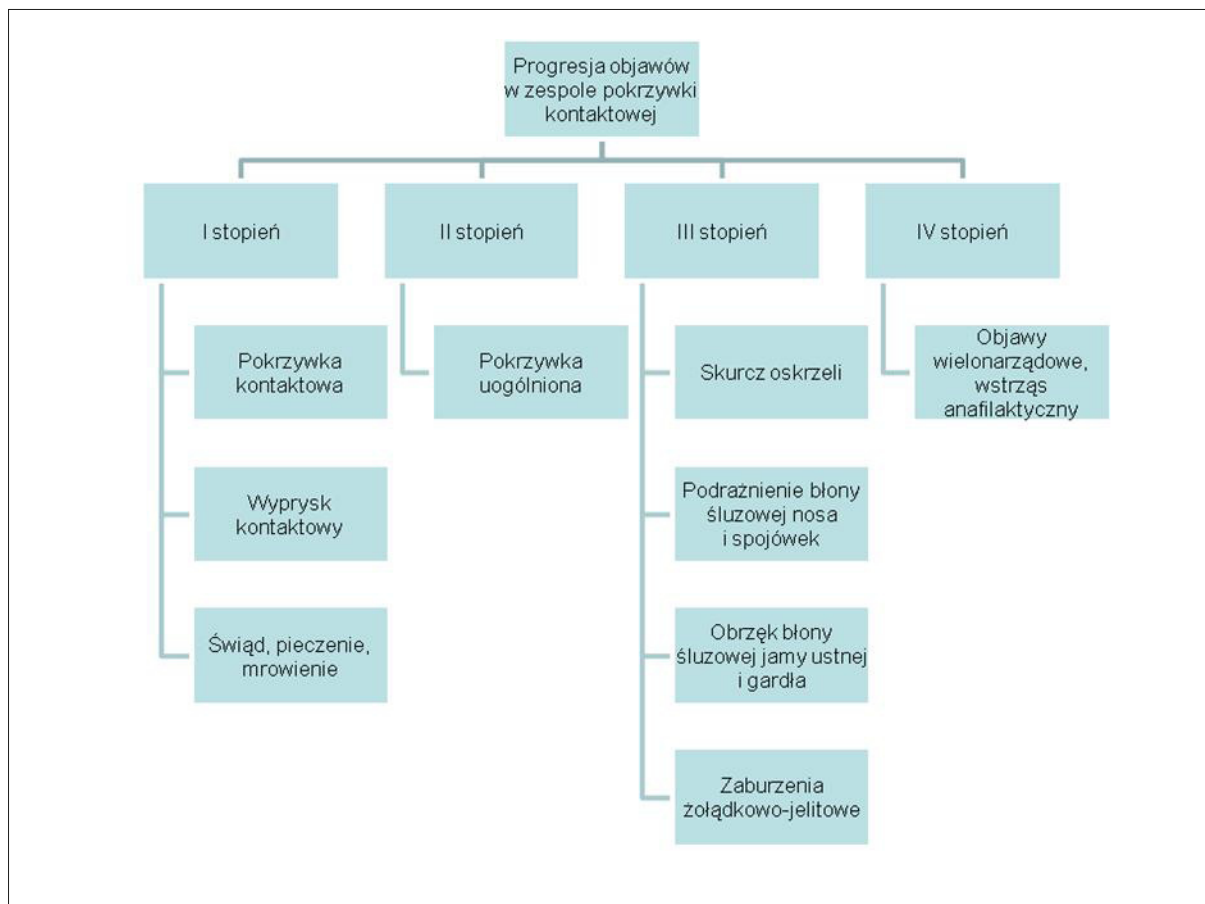 Progresja objawów
w zespole pokrzywki
kontaktowej
I stopień
II stopień
III stopień
IV stopień
Pokrzywka
kontaktowa
Pokrzywka
uogólniona
Skurcz oskrzeli
Objawy
wielonarządowe,
wstrząs
anafilaktyczny
Wyprysk
kontaktowy
Podrażnienie błony
śluzowej nosa
i spojówek
Świąd, pieczenie,
mrowienie
Obrzęk błony
śluzowej jamy ustnej
i gardła
Zaburzenia
żołądkowo-jelitowe